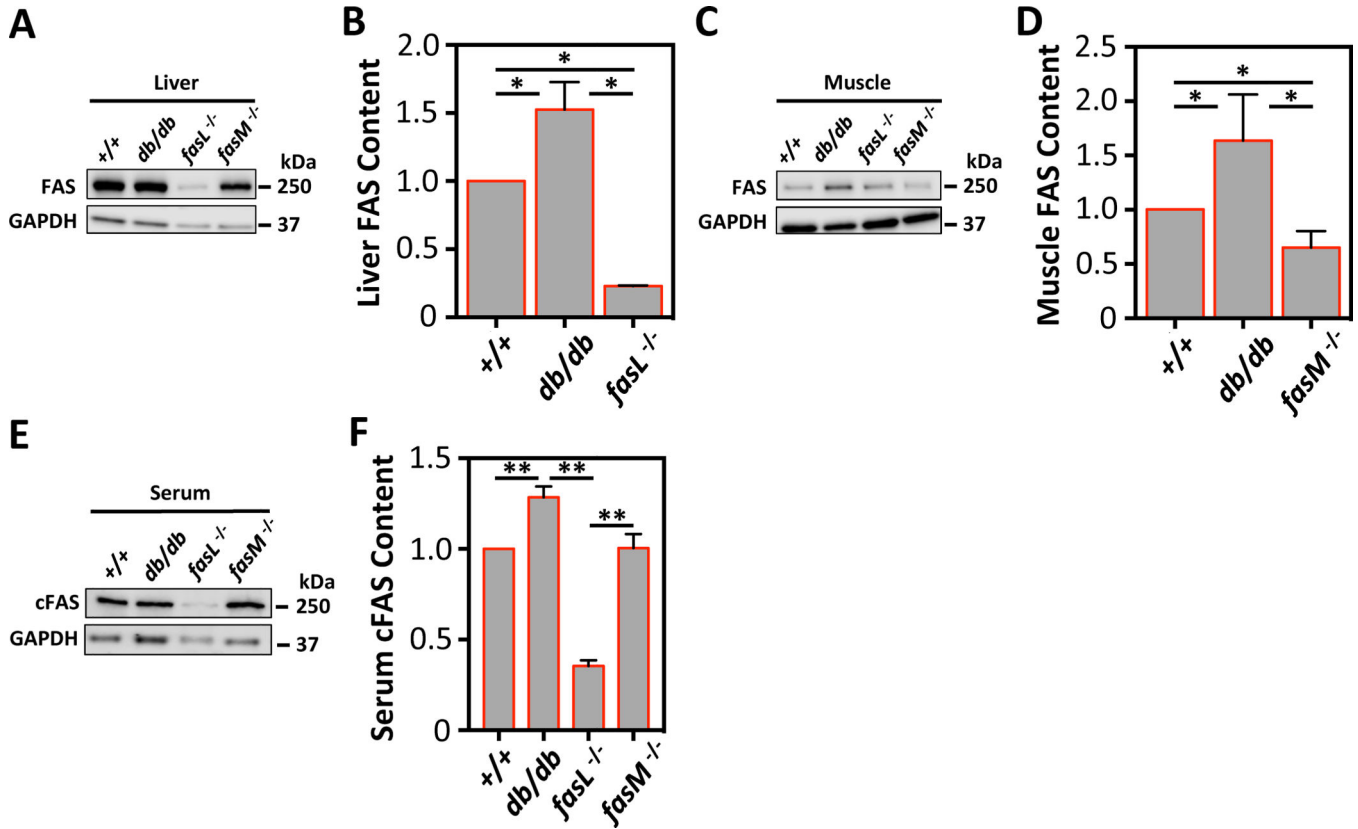 A
Liver
+/+ db/db fasL -/- fasM -/-
kDa
FAS – 250
GAPDH – 37
B
Liver FAS Content
2.0
1.5
1.0
0.5
0
* * *
+/+ db/db fasL -/-
C
Muscle
+/+ db/db fasL -/- fasM -/-
kDa
FAS – 250
GAPDH – 37
D
Muscle FAS Content
2.5
2.0
1.5
1.0
0.5
0
* * *
+/+ db/db fasM -/-
E
Serum
+/+ db/db fasL -/- fasM -/-
kDa
cFAS – 250
GAPDH – 37
F
Serum cFAS Content
1.5
1.0
0.5
0
** ** **
+/+ db/db fasL -/- fasM -/-